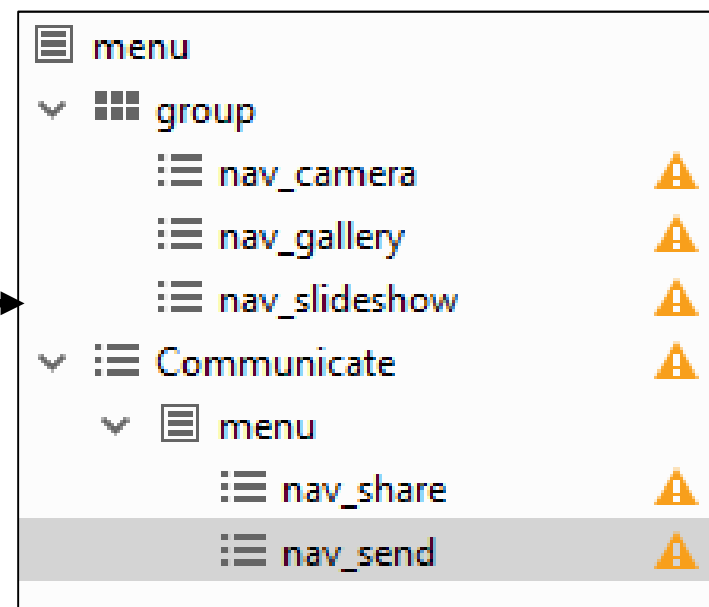 menu
group
nav_camera
nav_gallery
nav_slideshow
Communicate
menu
nav_share
nav_send